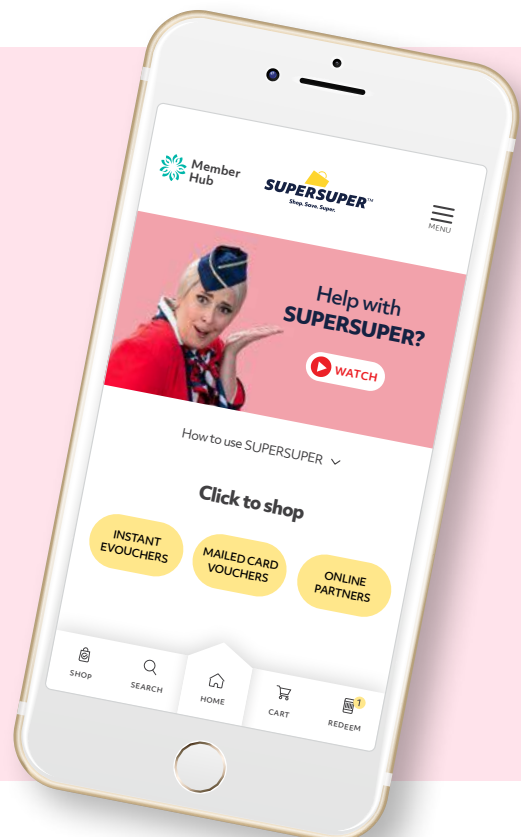 Member
Hub
SUPERSUPER™
Shop. Save. Super.
MENU
Help with
SUPERSUPER?
WATCH
How to use SUPERSUPER
Click to shop
INSTANT
EVOUCHERS
MAILED CARD
VOUCHERS
ONLINE
PARTNERS
SHOP
SEARCH
HOME
CART
1
REDEEM